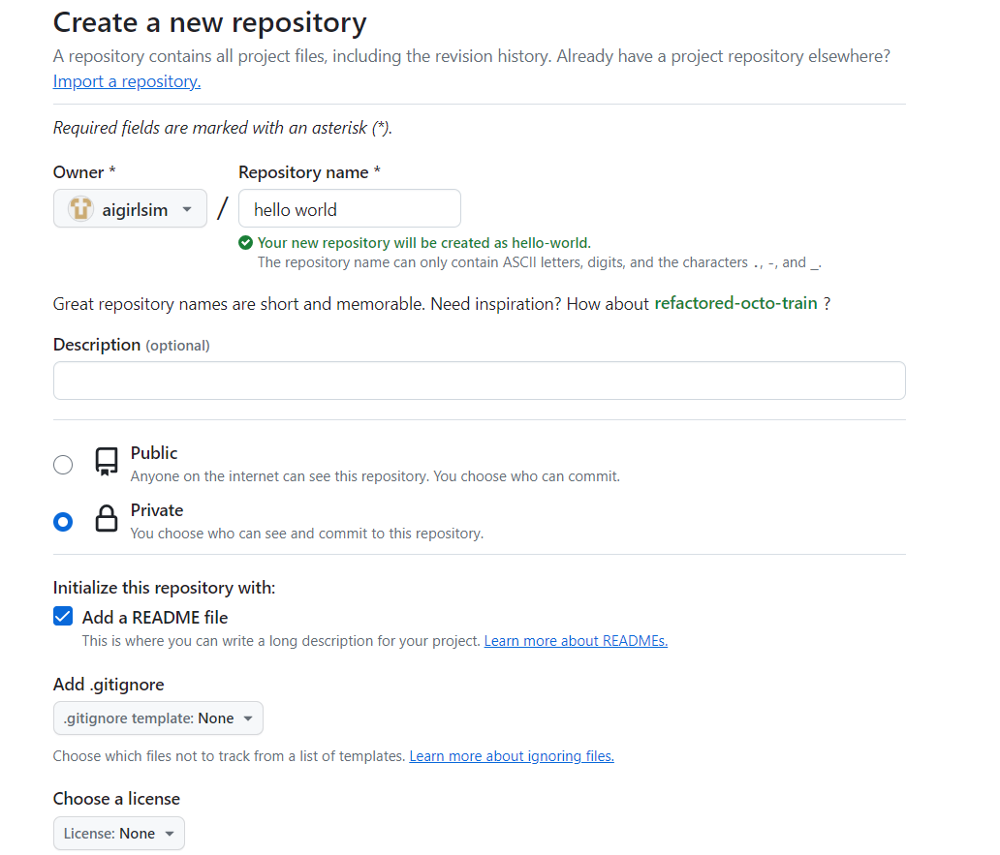 Create a new repository
A repository contains all project files, including the revision history. Already have a project repository elsewhere?
Import a repository.
Required fields are marked with an asterisk (*).
Owner * Repository name *
aigirlsim / hello world
Your new repository will be created as hello-world.
The repository name can only contain ASCII letters, digits, and the characters ., -, and _.
Great repository names are short and memorable. Need inspiration? How about refactored-octo-train ?
Description (optional)
Public
Anyone on the internet can see this repository. You choose who can commit.
Private
You choose who can see and commit to this repository.
Initialize this repository with:
Add a README file
This is where you can write a long description for your project. Learn more about READMEs.
Add .gitignore
.gitignore template: None
Choose which files not to track from a list of templates. Learn more about ignoring files.
Choose a license
License: None